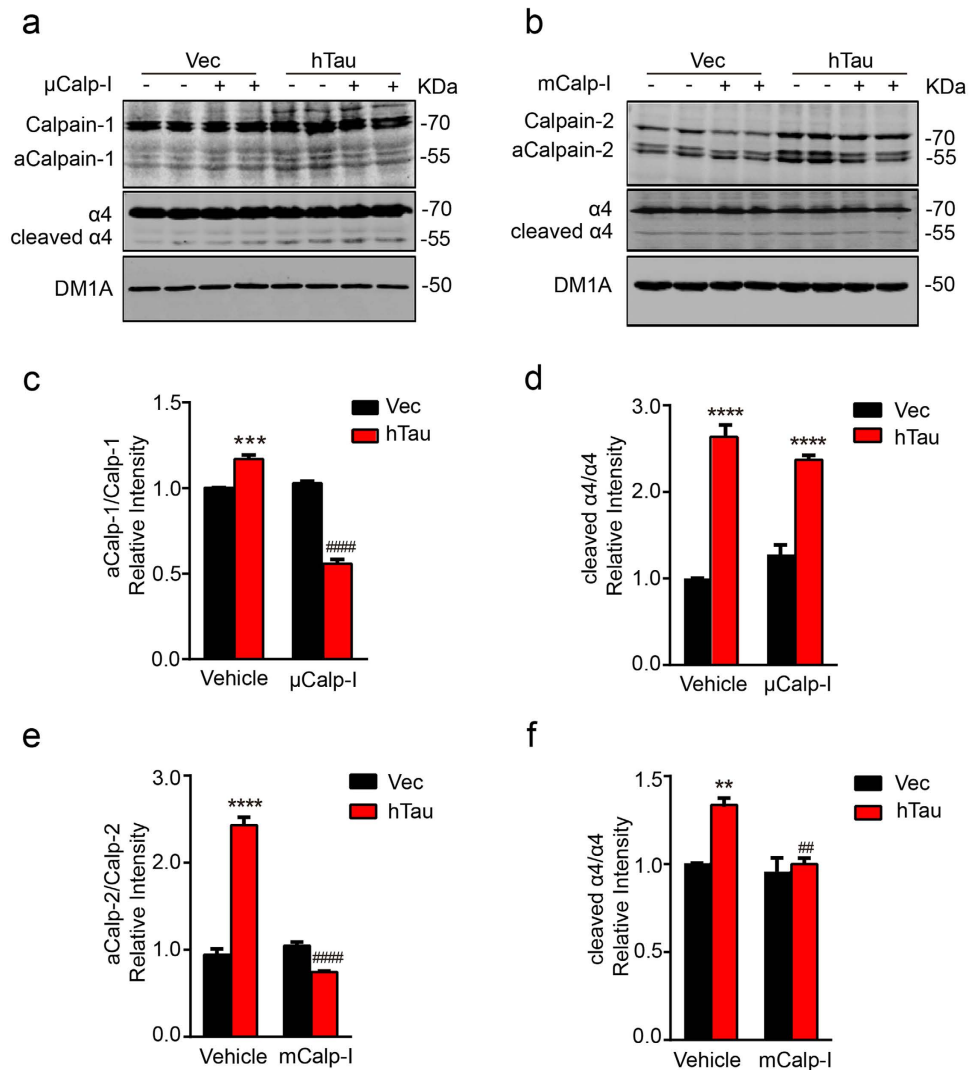 a
Vec hTau
µCalp-I - - + + - - + + KDa
Calpain-1 -70
aCalpain-1 -55
α4 -70
cleaved α4 -55
DM1A -50
b
Vec hTau
mCalp-I - - + + - - + + KDa
Calpain-2 -70
aCalpain-2 -55
α4 -70
cleaved α4 -55
DM1A -50
c
aCalp-1/Calp-1
Relative Intensity
1.5
1.0
0.5
0.0
***
####
Vec
hTau
Vehicle µCalp-I
d
cleaved α4/α4
Relative Intensity
3.0
2.0
1.0
0.0
****
****
Vec
hTau
Vehicle µCalp-I
e
aCalp-2/Calp-2
Relative Intensity
3.0
2.0
1.0
0.0
****
####
Vec
hTau
Vehicle mCalp-I
f
cleaved α4/α4
Relative Intensity
1.5
1.0
0.5
0.0
**
##
Vec
hTau
Vehicle mCalp-I